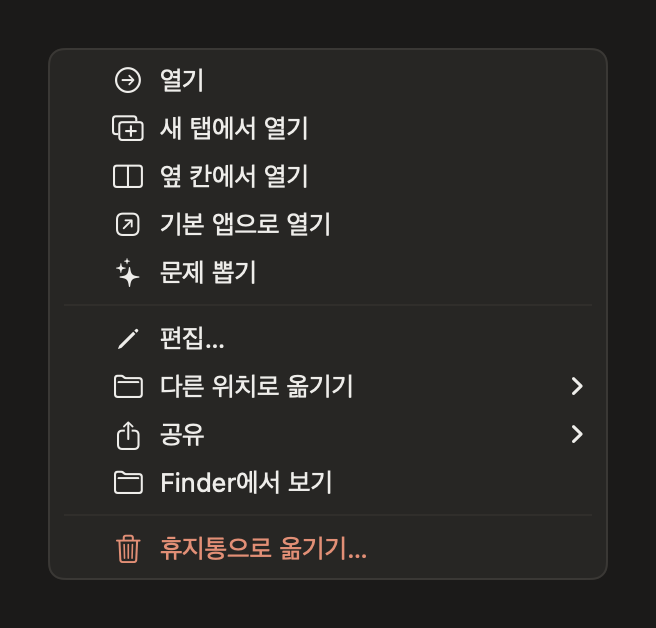 열기
새 탭에서 열기
옆 칸에서 열기
기본 앱으로 열기
문제 뽑기
편집...
다른 위치로 옮기기
공유
Finder에서 보기
휴지통으로 옮기기...